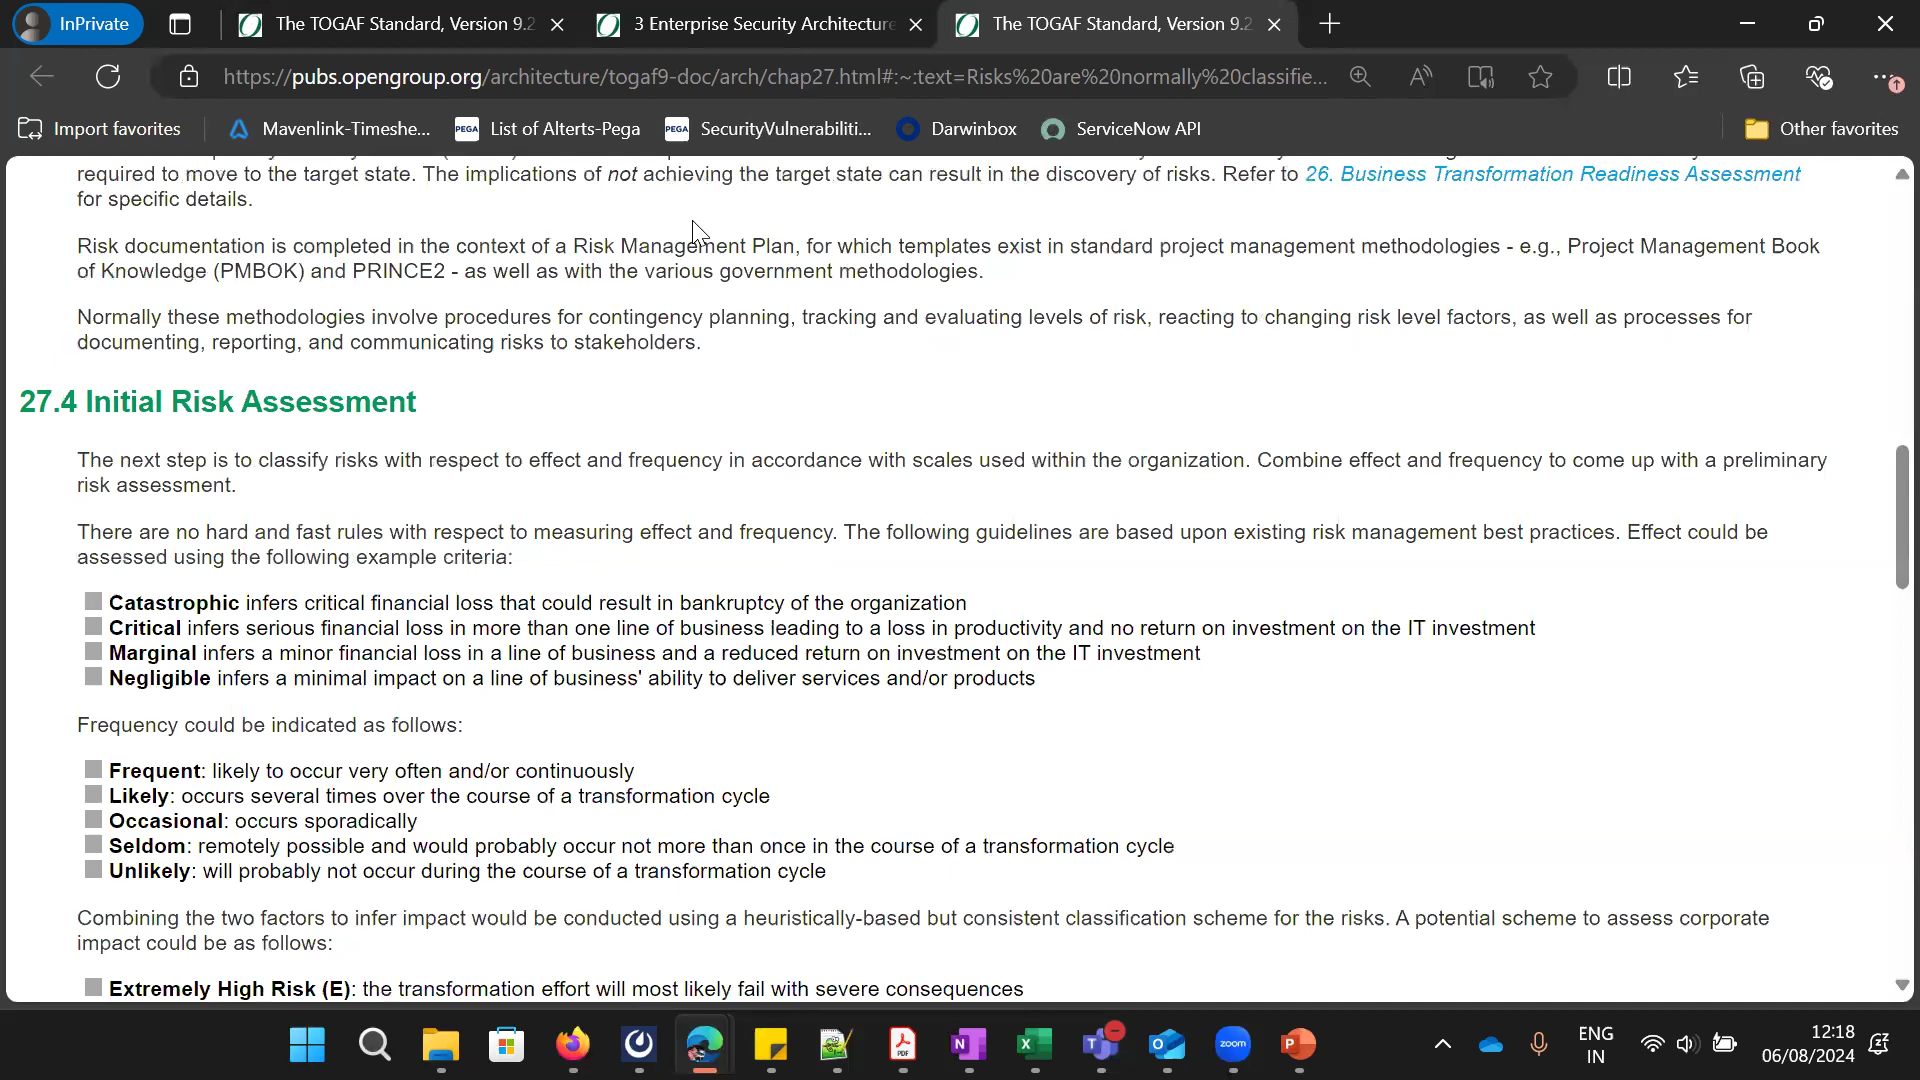 InPrivate
The TOGAF Standard, Version 9.2
3 Enterprise Security Architecture
The TOGAF Standard, Version 9.2
https://pubs.opengroup.org/architecture/togaf9-doc/arch/chap27.html#:~:text=Risks%20are%20normally%20classifie...
Import favorites
Mavenlink-Timeshe...
PEGA List of Alterts-Pega
PEGA SecurityVulnerabiliti...
Darwinbox
ServiceNow API
Other favorites
required to move to the target state. The implications of not achieving the target state can result in the discovery of risks. Refer to 26. Business Transformation Readiness Assessment
for specific details.
Risk documentation is completed in the context of a Risk Management Plan, for which templates exist in standard project management methodologies - e.g., Project Management Book
of Knowledge (PMBOK) and PRINCE2 - as well as with the various government methodologies.
Normally these methodologies involve procedures for contingency planning, tracking and evaluating levels of risk, reacting to changing risk level factors, as well as processes for
documenting, reporting, and communicating risks to stakeholders.
27.4 Initial Risk Assessment
The next step is to classify risks with respect to effect and frequency in accordance with scales used within the organization. Combine effect and frequency to come up with a preliminary
risk assessment.
There are no hard and fast rules with respect to measuring effect and frequency. The following guidelines are based upon existing risk management best practices. Effect could be
assessed using the following example criteria:
Catastrophic infers critical financial loss that could result in bankruptcy of the organization
Critical infers serious financial loss in more than one line of business leading to a loss in productivity and no return on investment on the IT investment
Marginal infers a minor financial loss in a line of business and a reduced return on investment on the IT investment
Negligible infers a minimal impact on a line of business' ability to deliver services and/or products
Frequency could be indicated as follows:
Frequent: likely to occur very often and/or continuously
Likely: occurs several times over the course of a transformation cycle
Occasional: occurs sporadically
Seldom: remotely possible and would probably occur not more than once in the course of a transformation cycle
Unlikely: will probably not occur during the course of a transformation cycle
Combining the two factors to infer impact would be conducted using a heuristically-based but consistent classification scheme for the risks. A potential scheme to assess corporate
impact could be as follows:
Extremely High Risk (E): the transformation effort will most likely fail with severe consequences
PDF
zoom
ENG
IN
12:18
06/08/2024